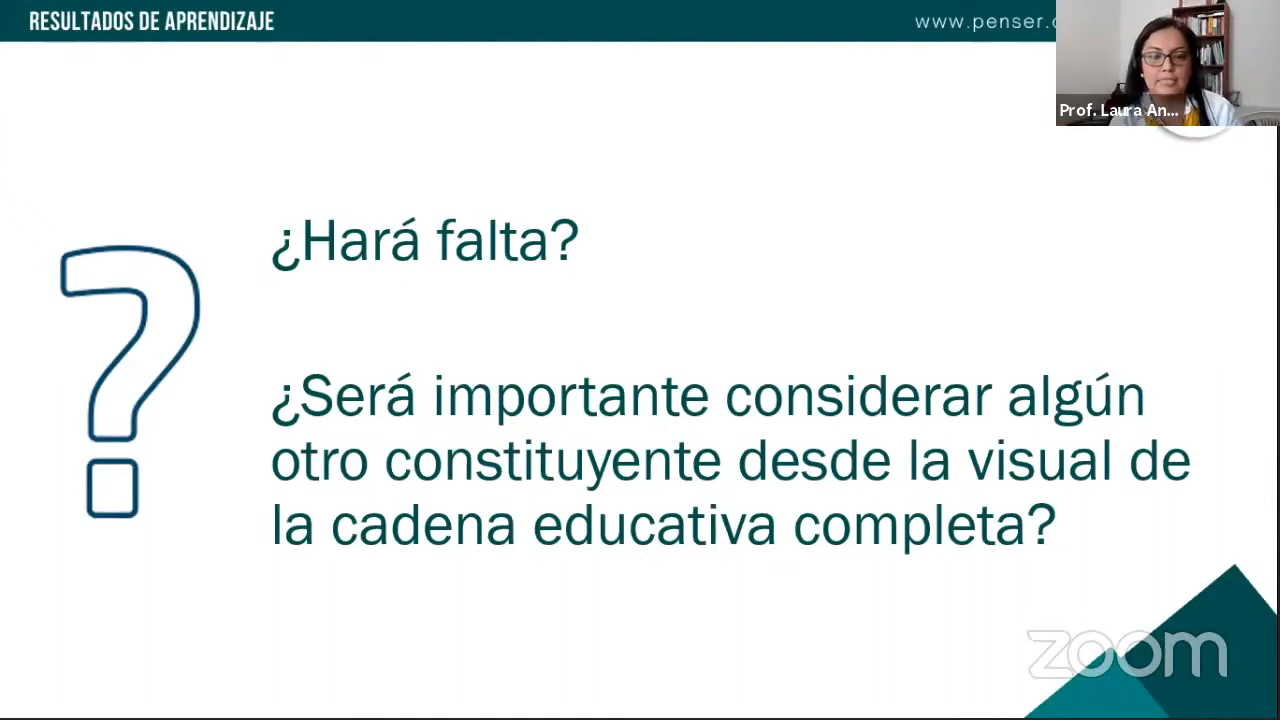 RESULTADOS DE APRENDIZAJE
www.penser.
Prof. Laura An...
¿Hará falta?
¿Será importante considerar algún
otro constituyente desde la visual de
la cadena educativa completa?
zoom